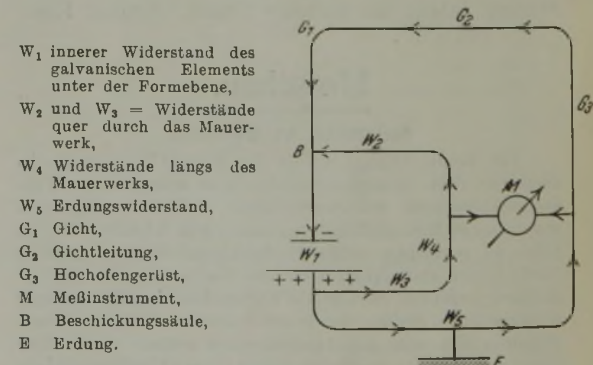 W₁ innerer Widerstand des
galvanischen Elements
unter der Formebene,
W₂ und W₃ = Widerstände
quer durch das Mauer-
werk,
W₄ Widerstände längs des
Mauerwerks,
W₅ Erdungswiderstand,
G₁ Gicht,
G₂ Gichtleitung,
G₃ Hochofengerüst,
M Meßinstrument,
B Beschickungssäule,
E Erdung.
G₁
G₂
G₃
B
W₂
M
W₄
− −
W₁
+ + + +
W₃
W₅
E